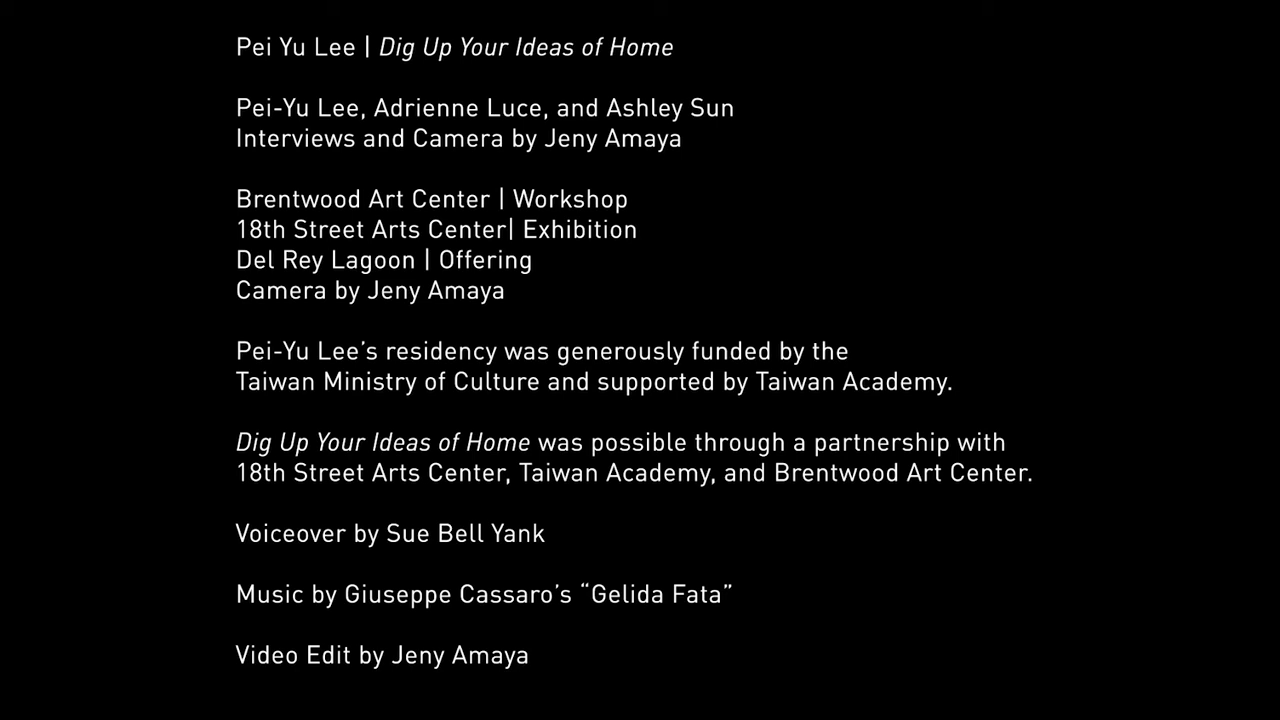 Pei Yu Lee | Dig Up Your Ideas of Home
Pei-Yu Lee, Adrienne Luce, and Ashley Sun
Interviews and Camera by Jeny Amaya
Brentwood Art Center | Workshop
18th Street Arts Center| Exhibition
Del Rey Lagoon | Offering
Camera by Jeny Amaya
Pei-Yu Lee’s residency was generously funded by the
Taiwan Ministry of Culture and supported by Taiwan Academy.
Dig Up Your Ideas of Home was possible through a partnership with
18th Street Arts Center, Taiwan Academy, and Brentwood Art Center.
Voiceover by Sue Bell Yank
Music by Giuseppe Cassaro’s “Gelida Fata”
Video Edit by Jeny Amaya